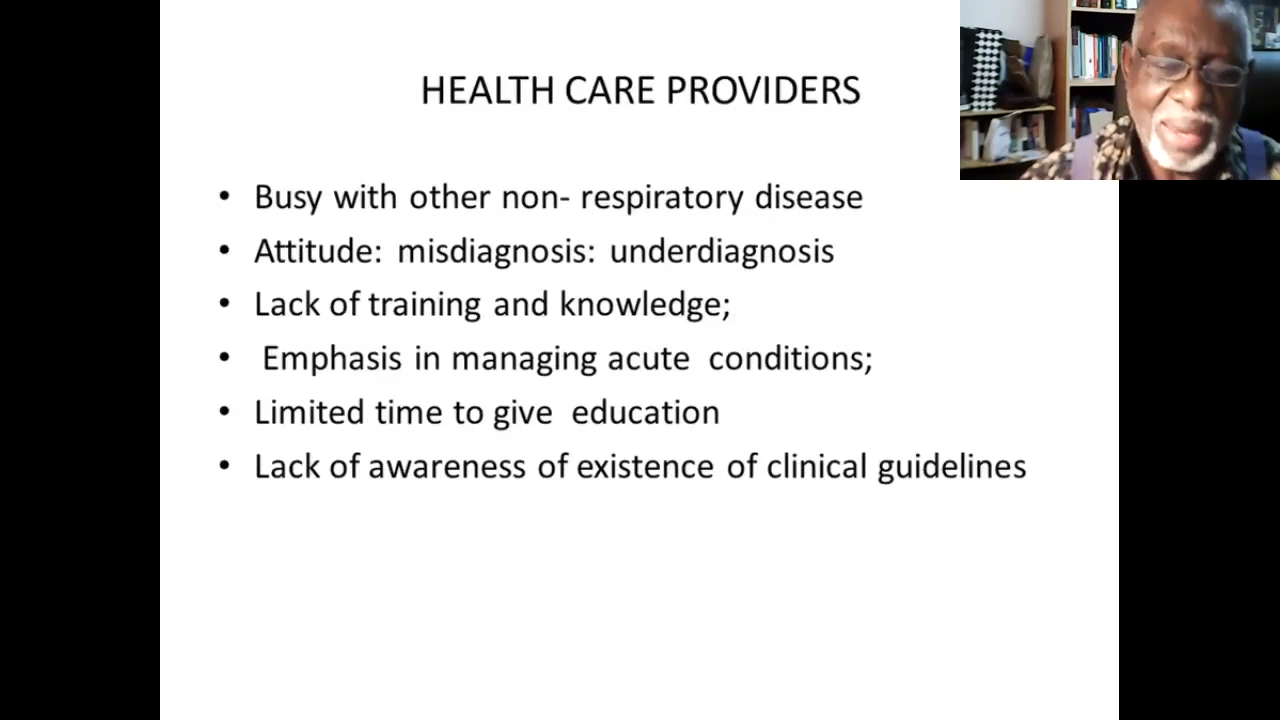 HEALTH CARE PROVIDERS
• Busy with other non- respiratory disease
• Attitude: misdiagnosis: underdiagnosis
• Lack of training and knowledge;
• Emphasis in managing acute conditions;
• Limited time to give education
• Lack of awareness of existence of clinical guidelines